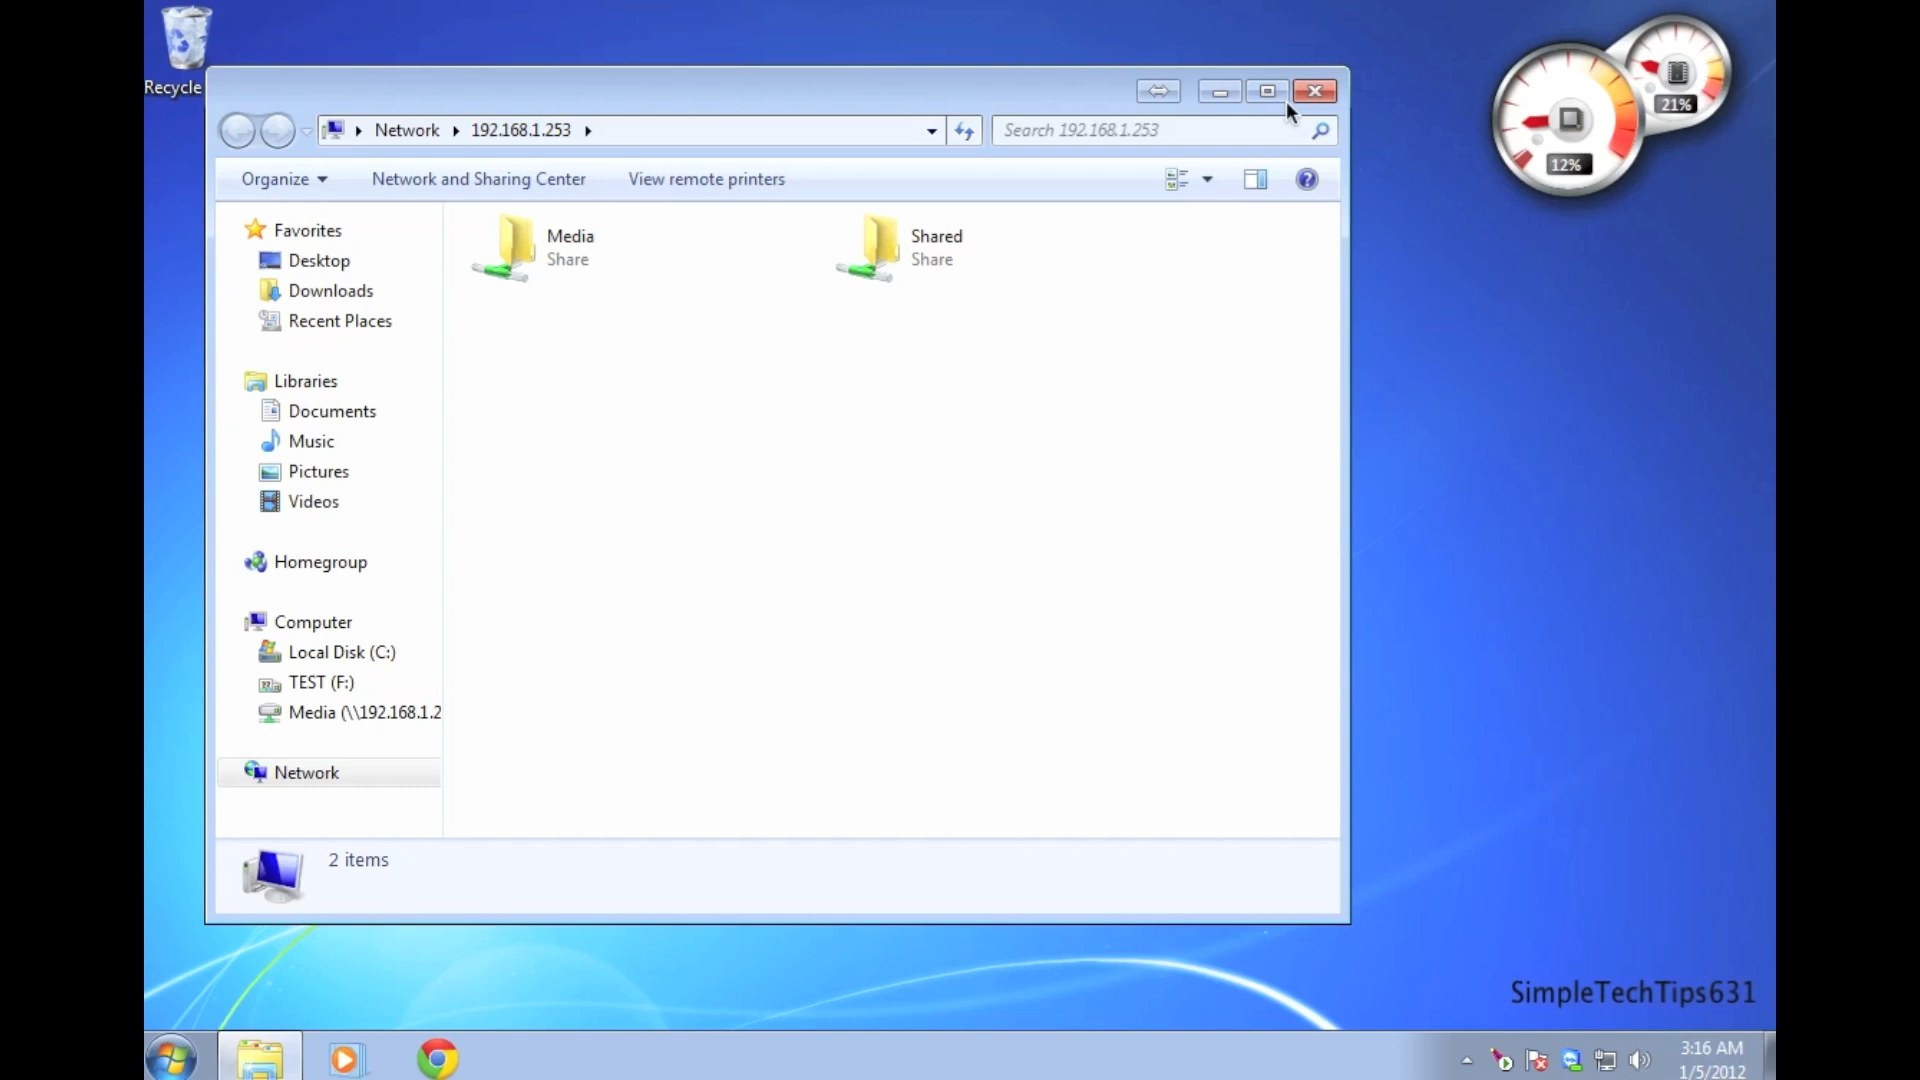 Recycle
21%
12%
Network
192.168.1.253
Search 192.168.1.253
Organize
Network and Sharing Center
View remote printers
Favorites
Desktop
Downloads
Recent Places
Libraries
Documents
Music
Pictures
Videos
Homegroup
Computer
Local Disk (C:)
TEST (F:)
Media (\\192.168.1.2
Network
Media
Share
Shared
Share
2 items
SimpleTechTips631
3:16 AM
1/5/2012